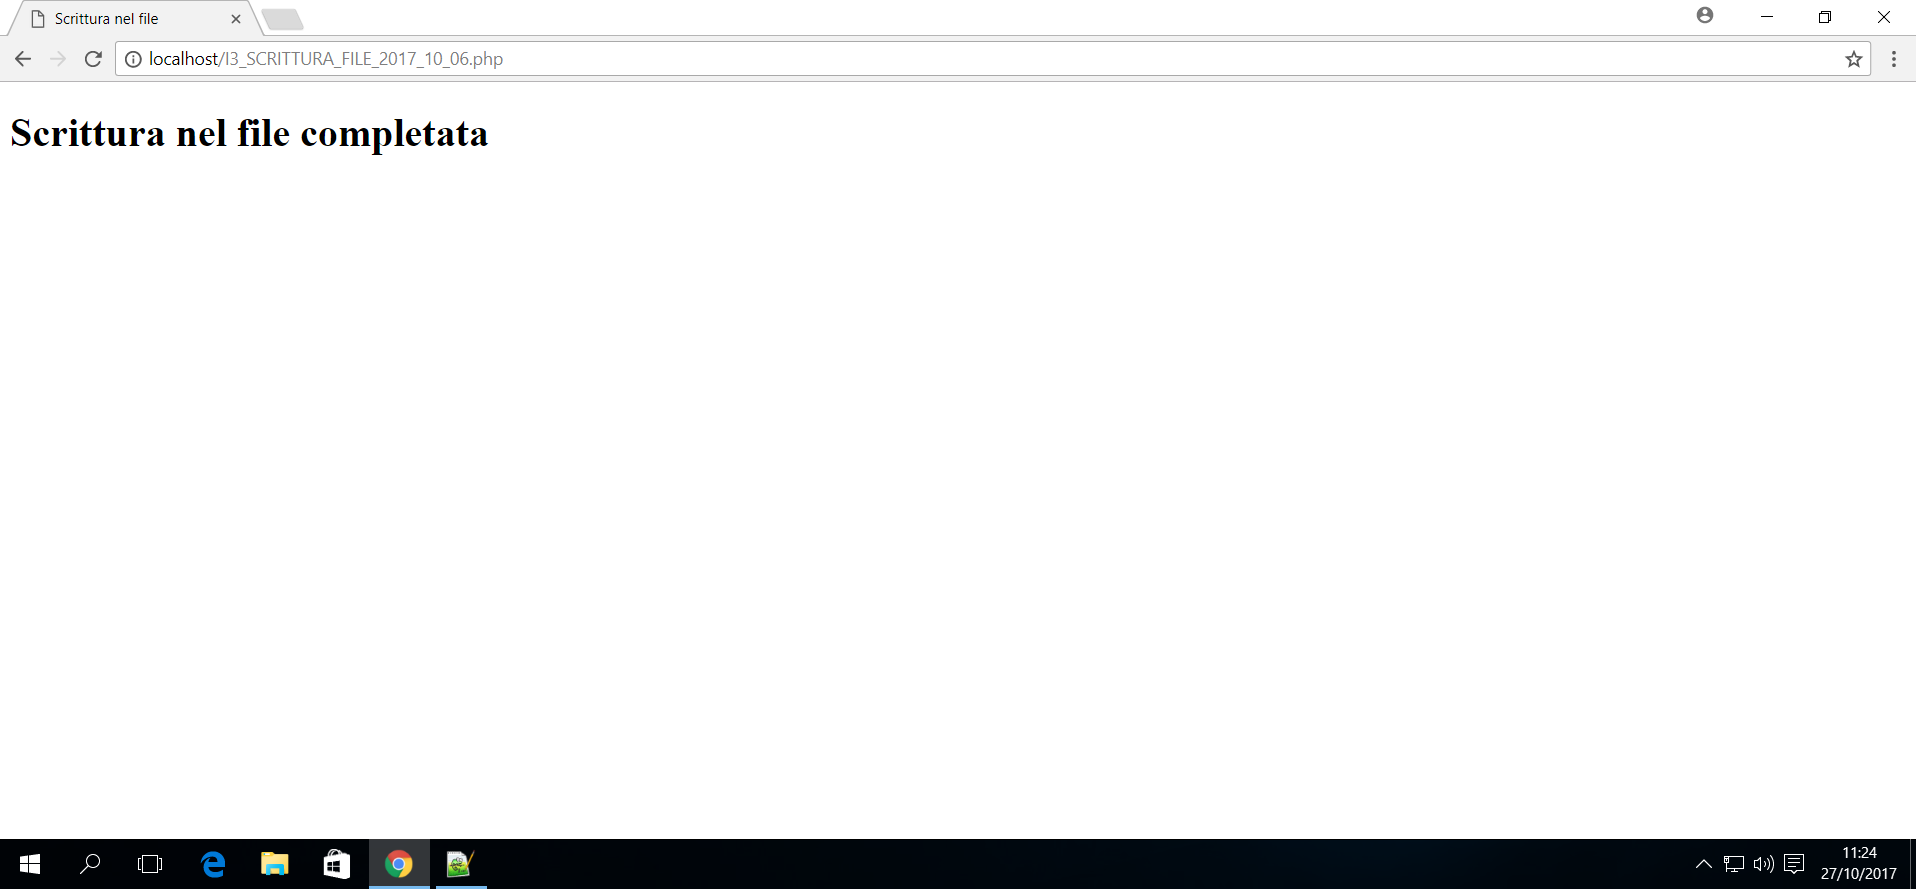 Scrittura nel file
localhost/I3_SCRITTURA_FILE_2017_10_06.php
Scrittura nel file completata
11:24
27/10/2017